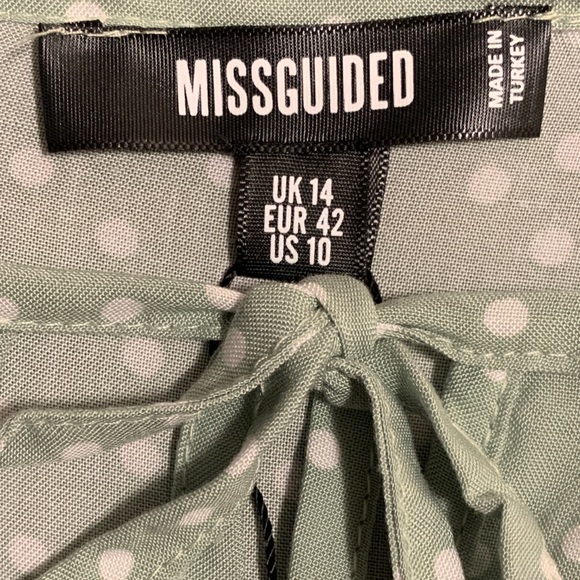 MISSGUIDED
MADE IN
TURKEY
UK 14
EUR 42
US 10